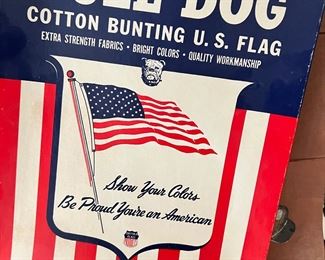 DOG
COTTON BUNTING U.S. FLAG
EXTRA STRENGTH FABRICS • BRIGHT COLORS • QUALITY WORKMANSHIP
Show Your Colors
Be Proud You're an American